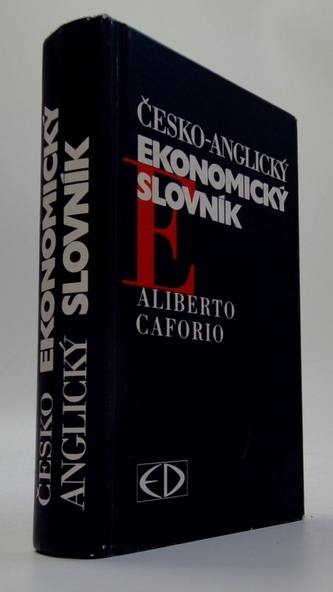 ČESKO-ANGLICKÝ
EKONOMICKÝ
SLOVNÍK
E
ALIBERTO
CAFORIO
ED
ČESKO EKONOMICKÝ
ANGLICKÝ SLOVNÍK